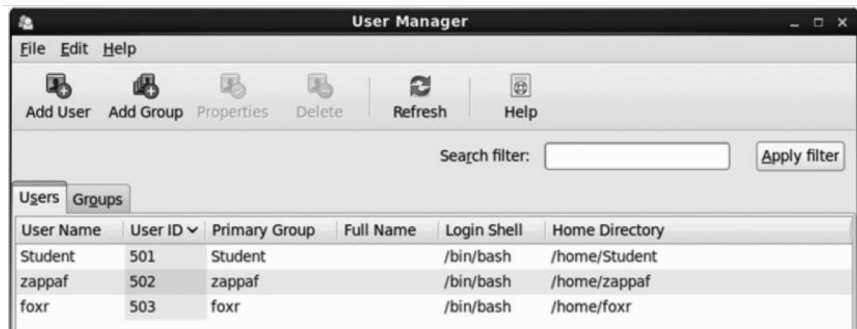 User Manager
File Edit Help
Add User Add Group Properties Delete Refresh Help
Search filter: Apply filter
Users Groups
User Name User ID Primary Group Full Name Login Shell Home Directory
Student 501 Student /bin/bash /home/Student
zappaf 502 zappaf /bin/bash /home/zappaf
foxr 503 foxr /bin/bash /home/foxr